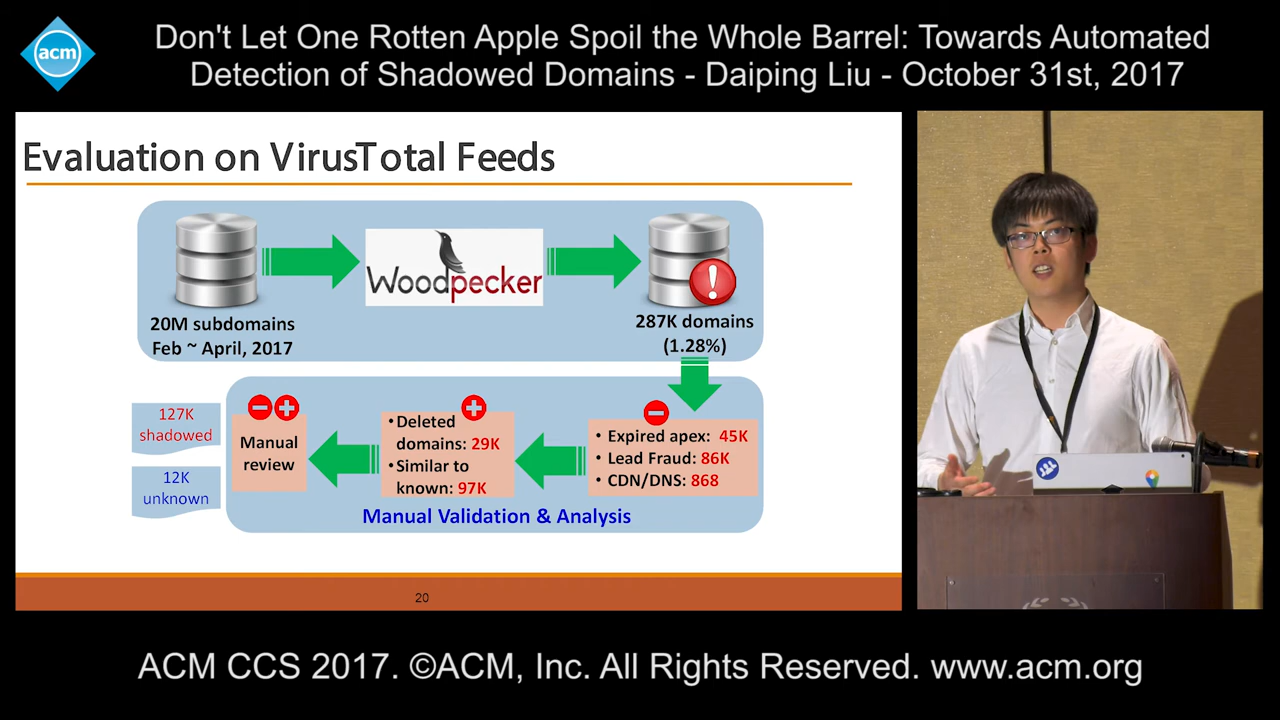 acm
Don't Let One Rotten Apple Spoil the Whole Barrel: Towards Automated
Detection of Shadowed Domains - Daiping Liu - October 31st, 2017
Evaluation on VirusTotal Feeds
20M subdomains
Feb ~ April, 2017
Woodpecker
287K domains
(1.28%)
127K
shadowed
12K
unknown
Manual
review
•Deleted
domains: 29K
•Similar to
known: 97K
• Expired apex: 45K
• Lead Fraud: 86K
• CDN/DNS: 868
Manual Validation & Analysis
20
ACM CCS 2017. ©ACM, Inc. All Rights Reserved. www.acm.org